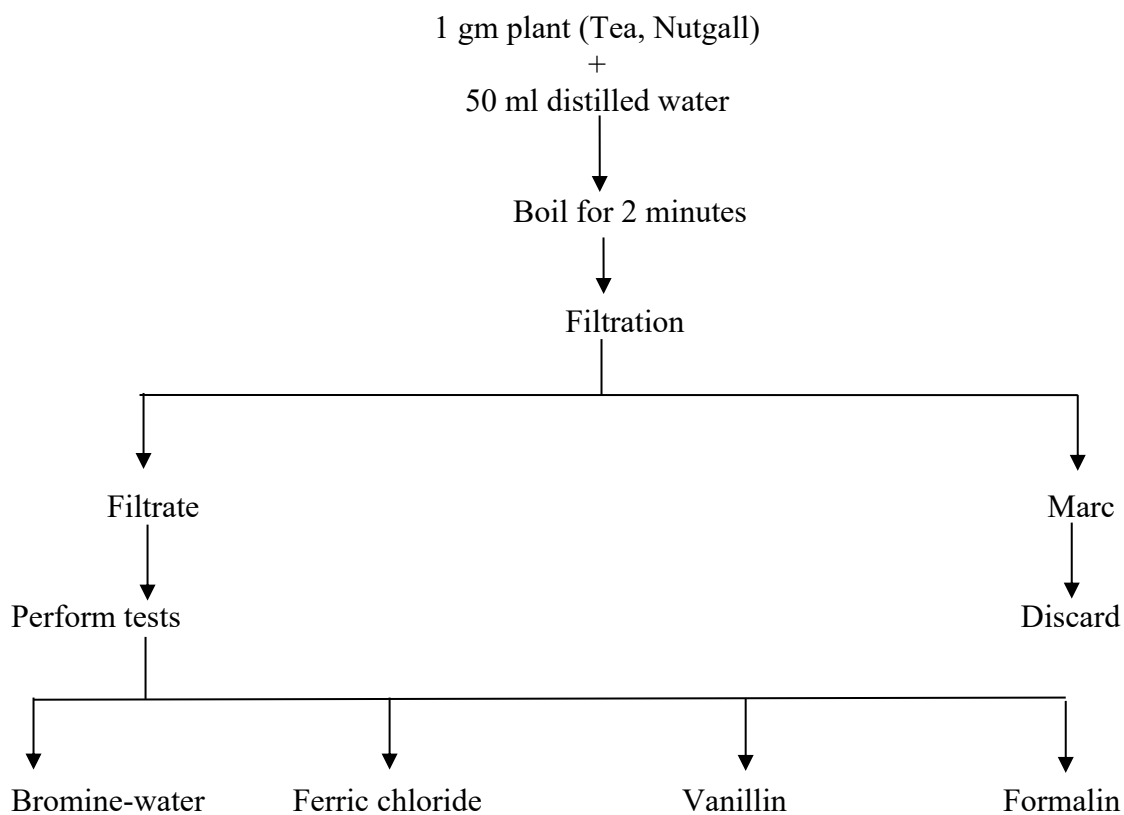 1 gm plant (Tea, Nutgall)
+
50 ml distilled water
Boil for 2 minutes
Filtration
Filtrate
Marc
Perform tests
Discard
Bromine-water
Ferric chloride
Vanillin
Formalin